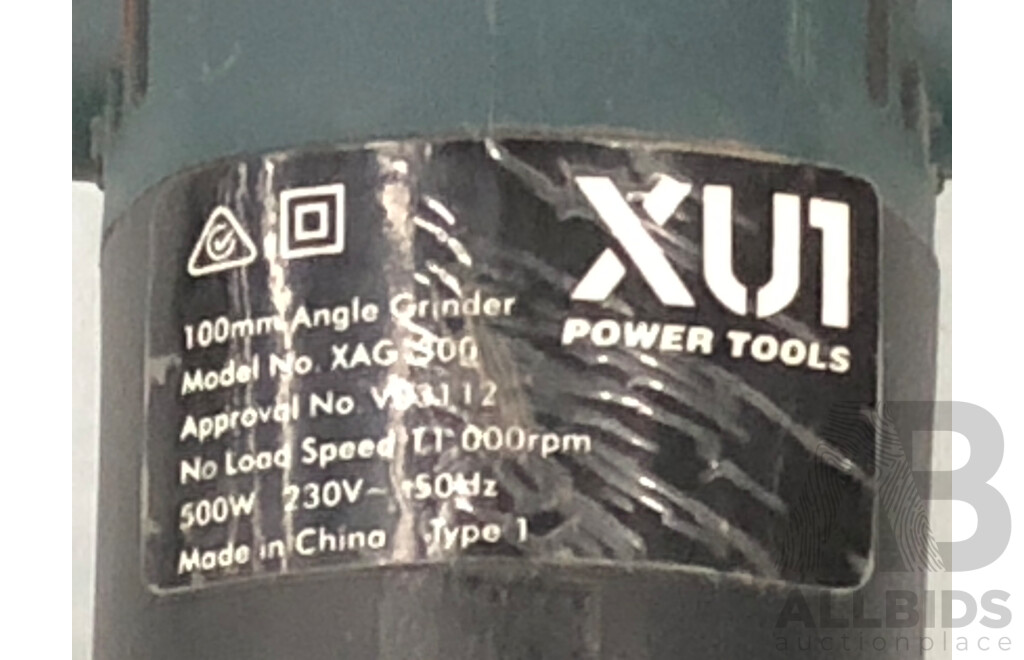 XU1
POWER TOOLS
100mm Angle Grinder
Model No. XAG
Approval No
No Load Speed 11 000rpm
500W 230V~ 50Hz
Made in China Type 1
AB
ALLBIDS
auctionplace